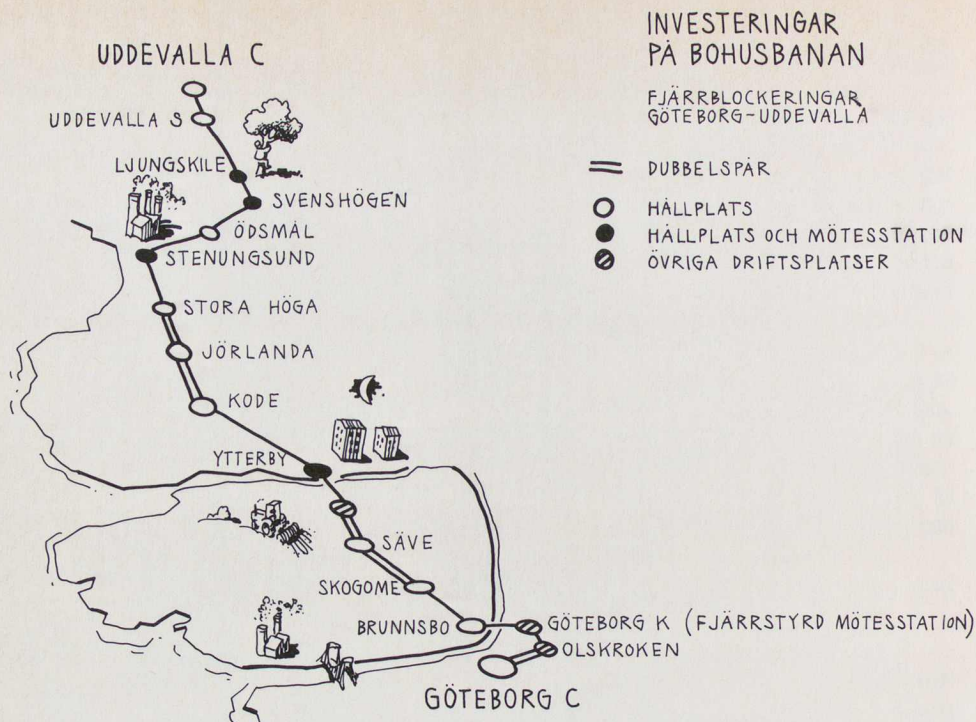 INVESTERINGAR
PÅ BOHUSBANAN
FJÄRRBLOCKERINGAR
GÖTEBORG-UDDEVALLA
DUBBELSPÅR
HÅLLPLATS
HÅLLPLATS OCH MÖTESSTATION
ÖVRIGA DRIFTSPLATSER
UDDEVALLA C
UDDEVALLA S
LJUNGSKILE
SVENSHÖGEN
ÖDSMÅL
STENUNGSUND
STORA HÖGA
JÖRLANDA
KODE
YTTERBY
SÄVE
SKOGOME
BRUNNSBO
GÖTEBORG K (FJÄRRSTYRD MÖTESSTATION)
OLSKROKEN
GÖTEBORG C